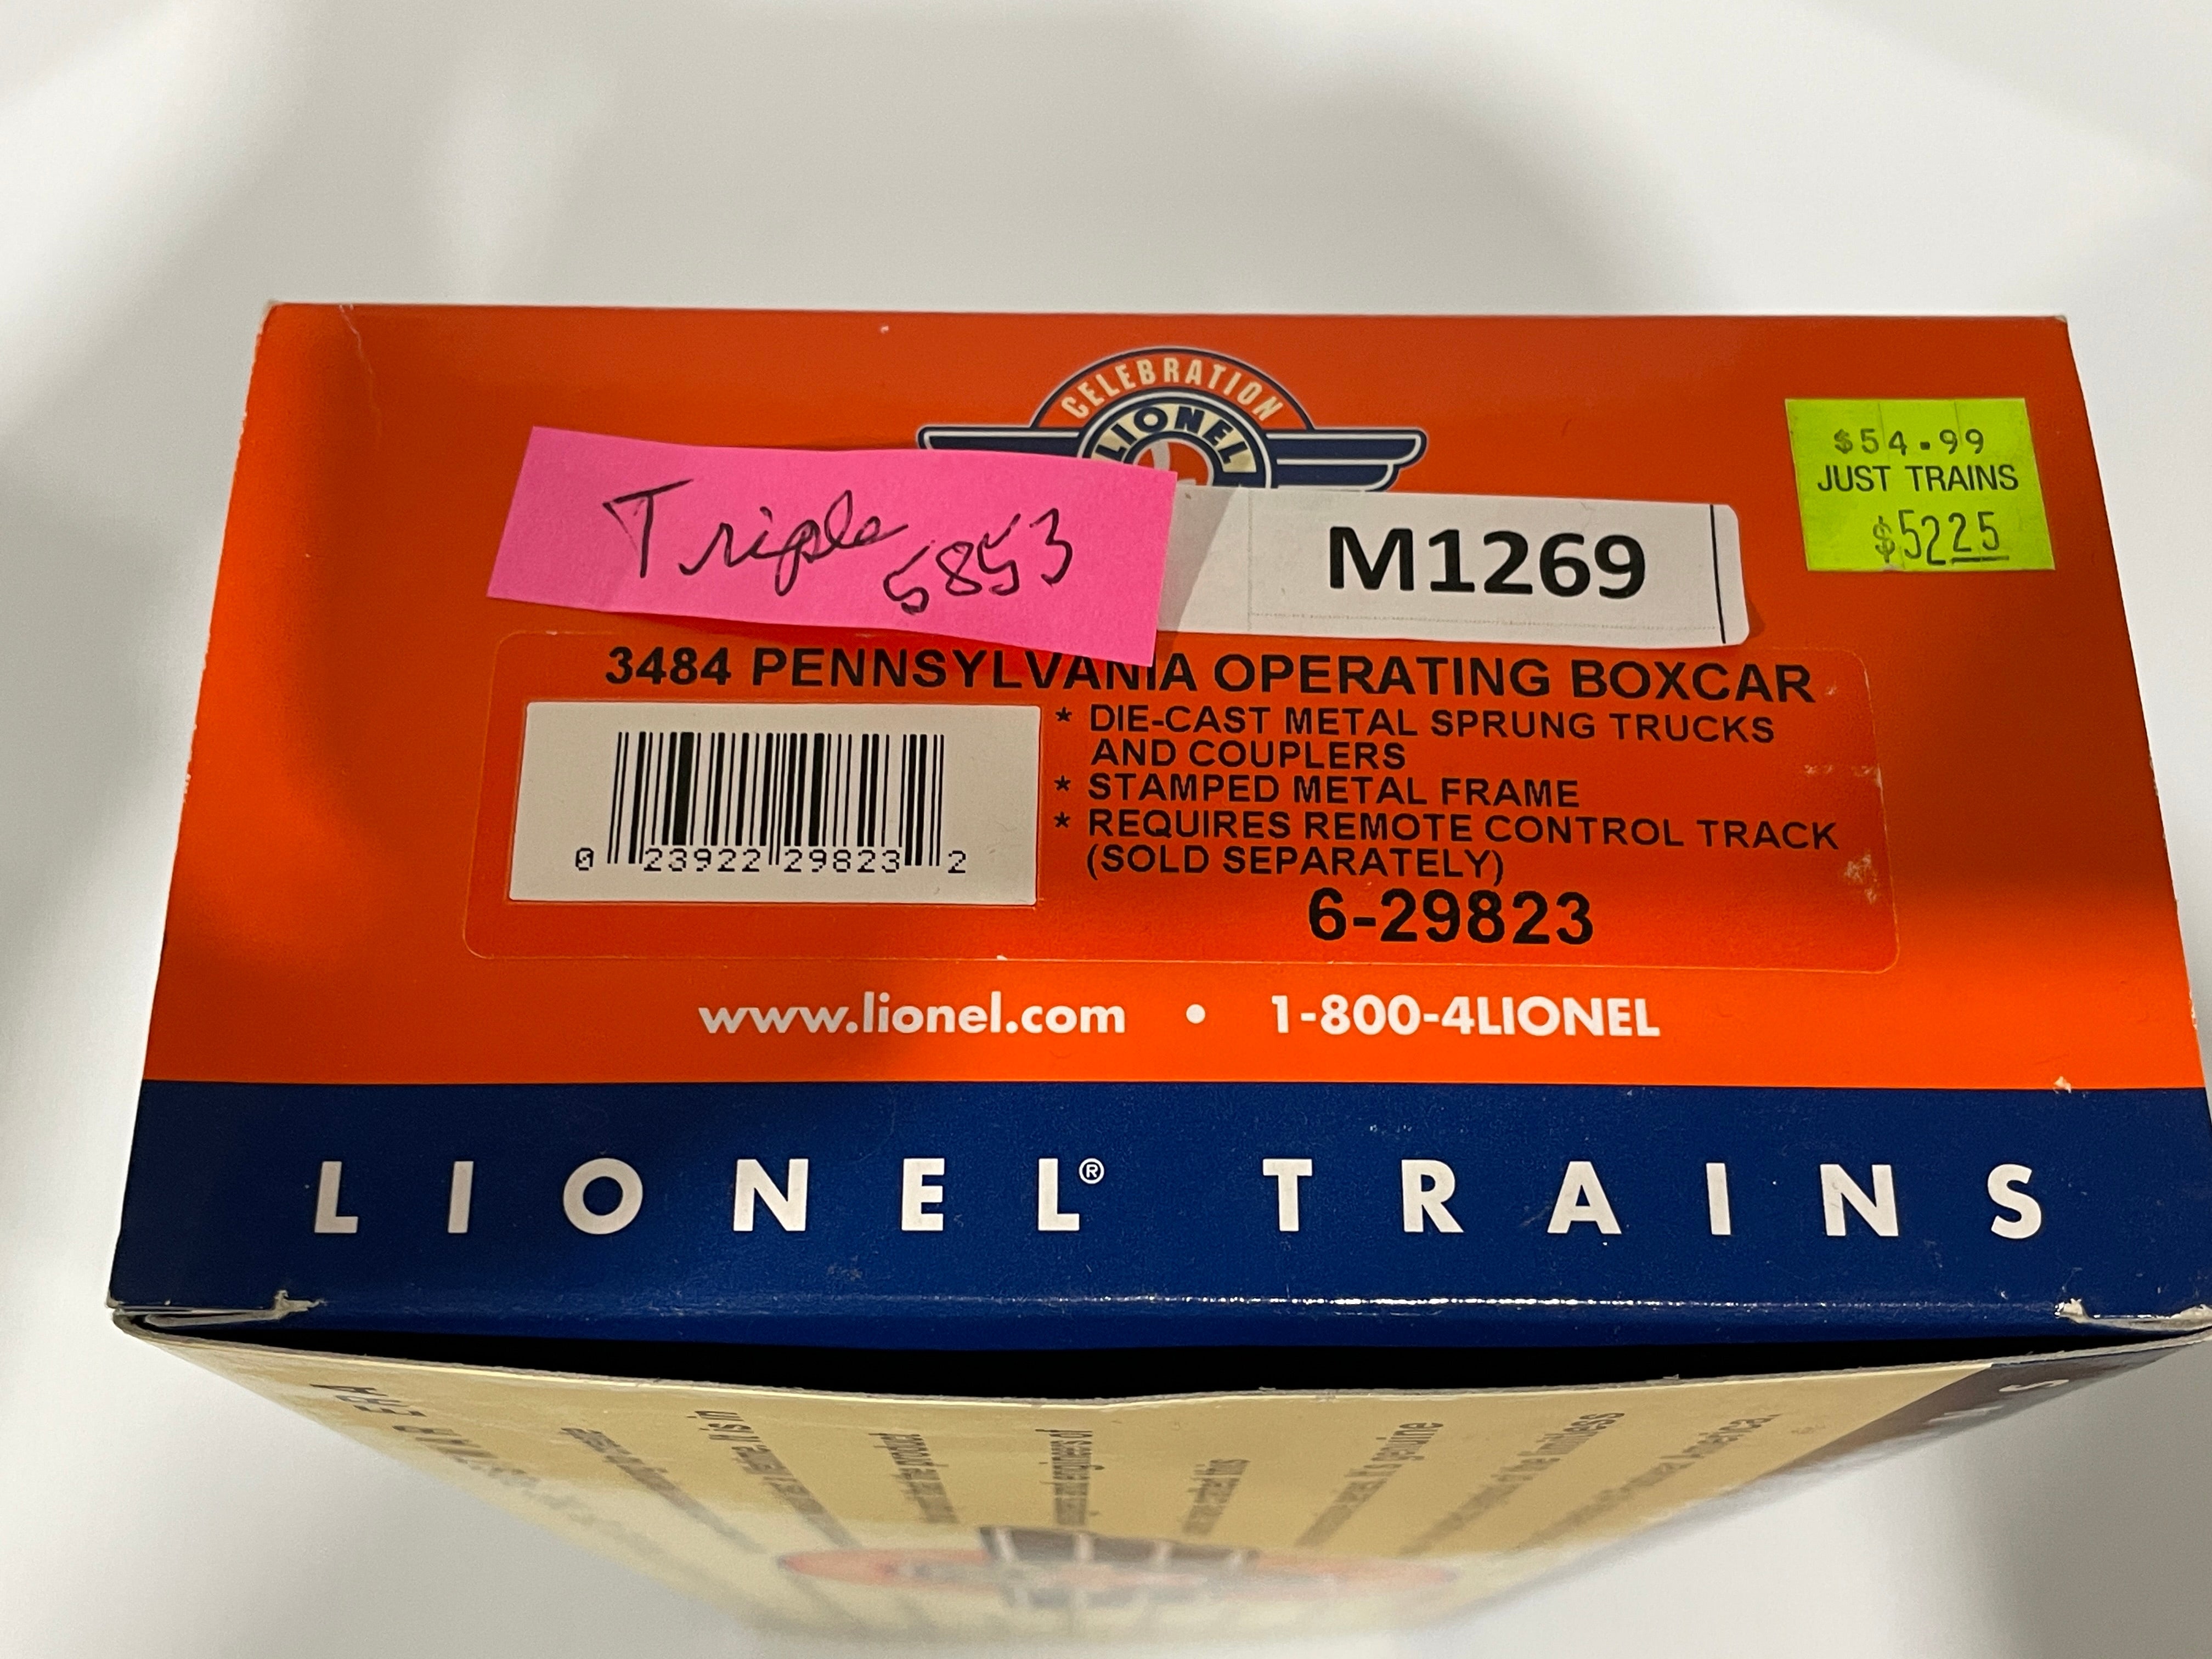 CELEBRATION
LIONEL
$54.99
JUST TRAINS
$52.25
Triple
5853
M1269
3484 PENNSYLVANIA OPERATING BOXCAR
* DIE-CAST METAL SPRUNG TRUCKS
AND COUPLERS
* STAMPED METAL FRAME
* REQUIRES REMOTE CONTROL TRACK
(SOLD SEPARATELY)
0 23922 29823 2
6-29823
www.lionel.com • 1-800-4LIONEL
LIONEL® TRAINS